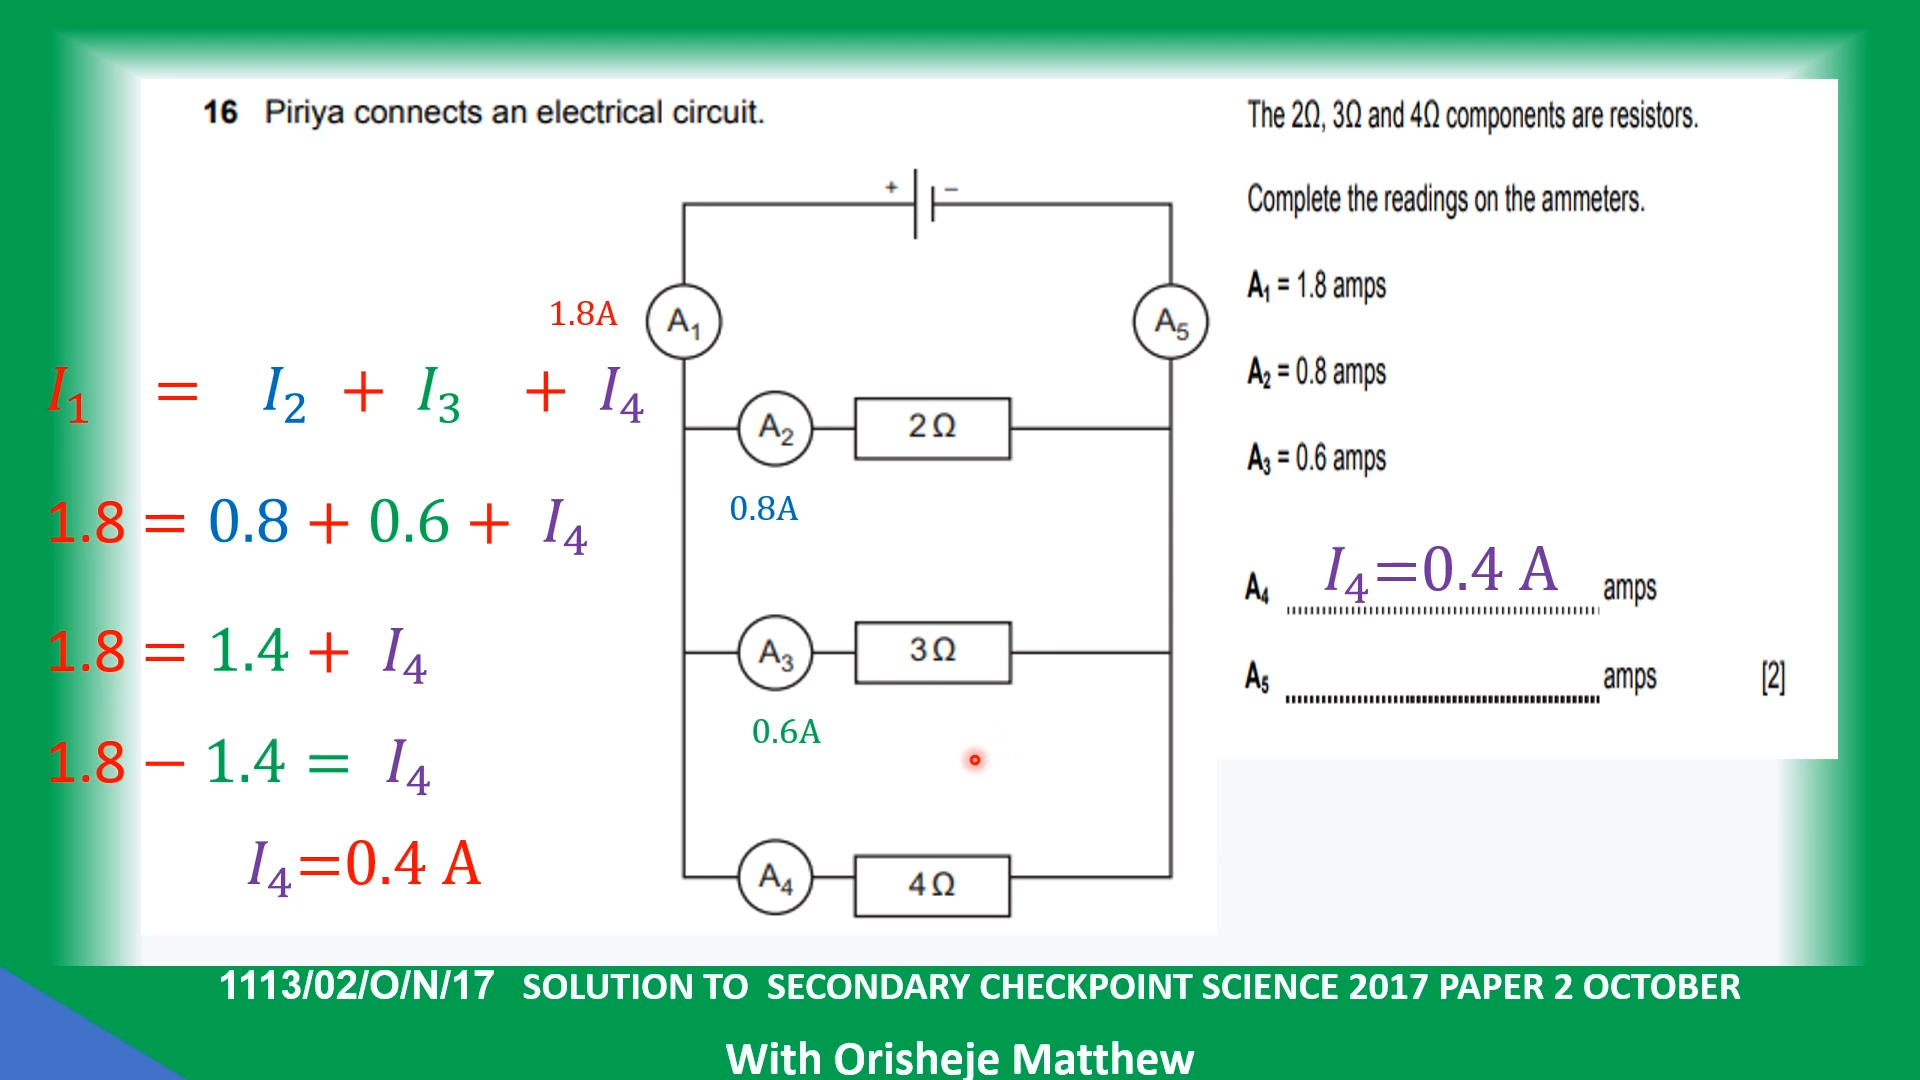 16 Piriya connects an electrical circuit.
+ −
1.8A
A₁
A₅
I₁ = I₂ + I₃ + I₄
A₂
2 Ω
0.8A
1.8 = 0.8 + 0.6 + I₄
1.8 = 1.4 + I₄
A₃
3 Ω
0.6A
1.8 − 1.4 = I₄
I₄=0.4 A
A₄
4 Ω
The 2Ω, 3Ω and 4Ω components are resistors.
Complete the readings on the ammeters.
A₁ = 1.8 amps
A₂ = 0.8 amps
A₃ = 0.6 amps
A₄ I₄=0.4 A amps
A₅ amps [2]
1113/02/O/N/17 SOLUTION TO SECONDARY CHECKPOINT SCIENCE 2017 PAPER 2 OCTOBER
With Orisheje Matthew